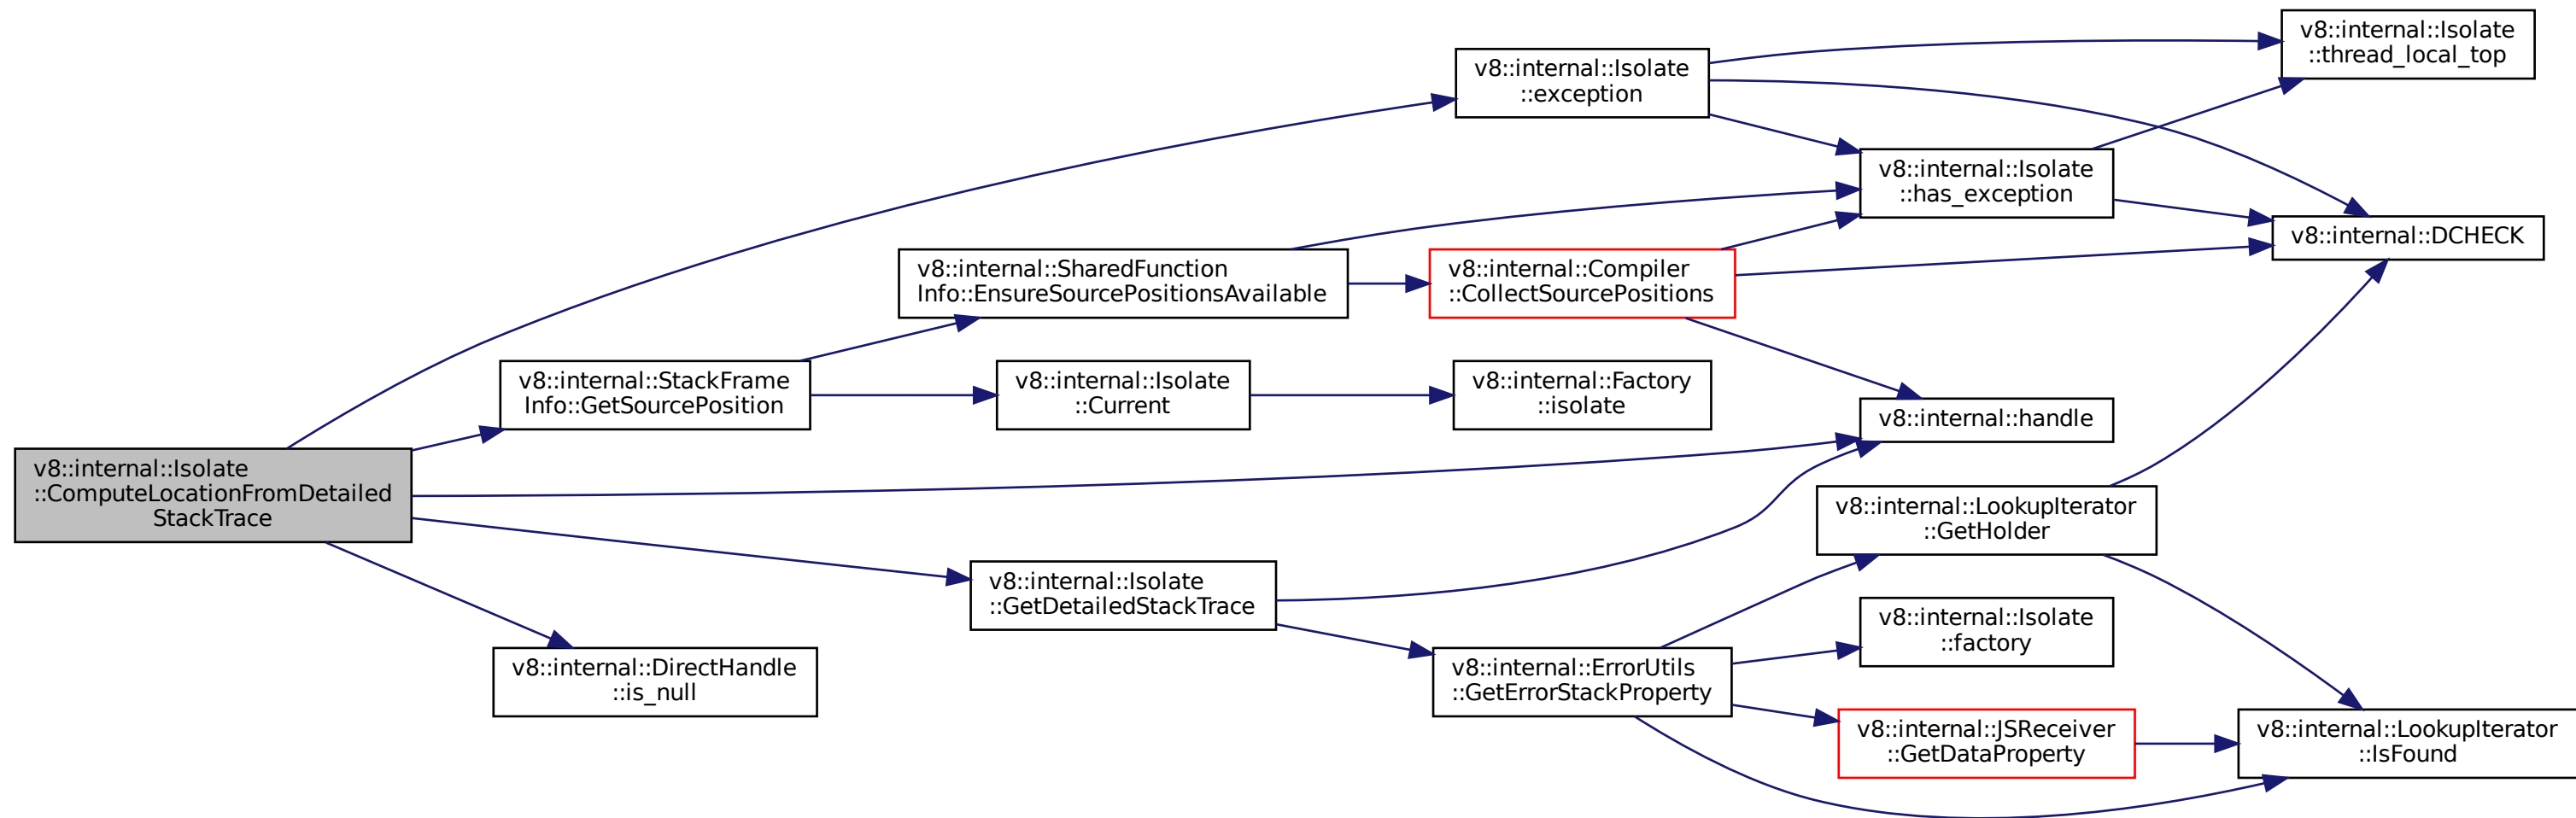 v8::internal::Isolate
::ComputeLocationFromDetailed
StackTrace
v8::internal::Isolate
::exception
v8::internal::Isolate
::thread_local_top
v8::internal::Isolate
::has_exception
v8::internal::DCHECK
v8::internal::SharedFunction
Info::EnsureSourcePositionsAvailable
v8::internal::Compiler
::CollectSourcePositions
v8::internal::StackFrame
Info::GetSourcePosition
v8::internal::Isolate
::Current
v8::internal::Factory
::isolate
v8::internal::handle
v8::internal::LookupIterator
::GetHolder
v8::internal::Isolate
::GetDetailedStackTrace
v8::internal::Isolate
::factory
v8::internal::DirectHandle
::is_null
v8::internal::ErrorUtils
::GetErrorStackProperty
v8::internal::JSReceiver
::GetDataProperty
v8::internal::LookupIterator
::IsFound